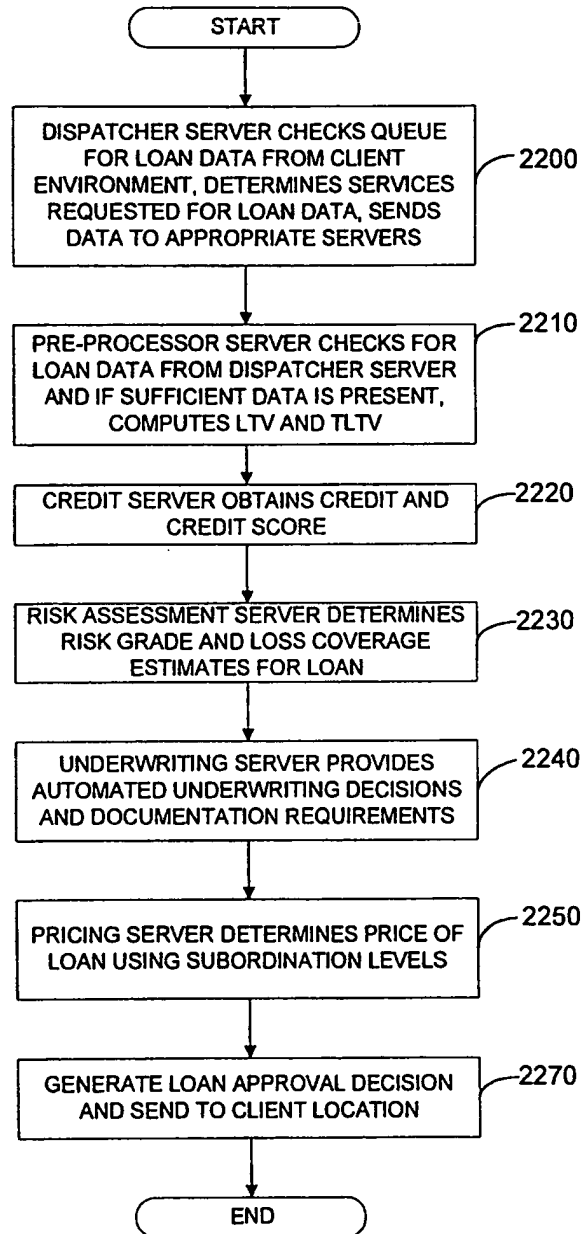 START
DISPATCHER SERVER CHECKS QUEUE
FOR LOAN DATA FROM CLIENT
ENVIRONMENT, DETERMINES SERVICES
REQUESTED FOR LOAN DATA, SENDS
DATA TO APPROPRIATE SERVERS
2200
PRE-PROCESSOR SERVER CHECKS FOR
LOAN DATA FROM DISPATCHER SERVER
AND IF SUFFICIENT DATA IS PRESENT,
COMPUTES LTV AND TLTV
2210
CREDIT SERVER OBTAINS CREDIT AND
CREDIT SCORE
2220
RISK ASSESSMENT SERVER DETERMINES
RISK GRADE AND LOSS COVERAGE
ESTIMATES FOR LOAN
2230
UNDERWRITING SERVER PROVIDES
AUTOMATED UNDERWRITING DECISIONS
AND DOCUMENTATION REQUIREMENTS
2240
PRICING SERVER DETERMINES PRICE OF
LOAN USING SUBORDINATION LEVELS
2250
GENERATE LOAN APPROVAL DECISION
AND SEND TO CLIENT LOCATION
2270
END